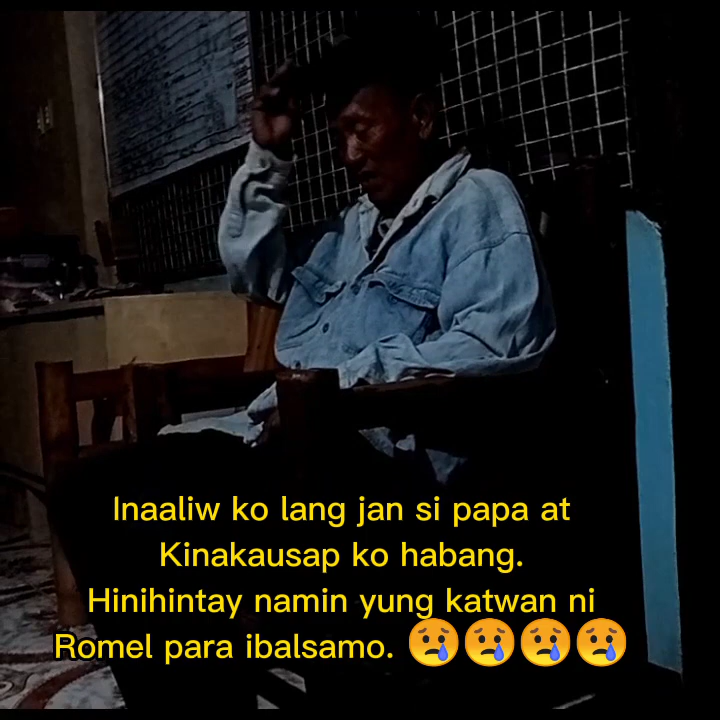 Inaaliw ko lang jan si papa at
Kinakausap ko habang.
Hinihintay namin yung katwan ni
Romel para ibalsamo. 😢😢😢😢